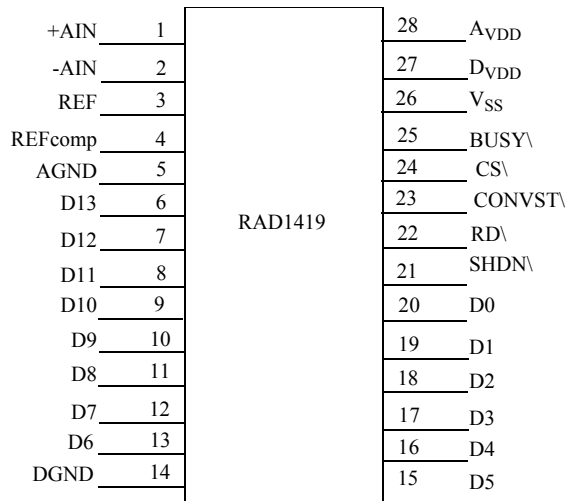 +AIN 1 28 AVDD
-AIN 2 27 DVDD
REF 3 26 VSS
REFcomp 4 25 BUSY\
AGND 5 24 CS\
D13 6 23 CONVST\
RAD1419
D12 7 22 RD\
D11 8 21 SHDN\
D10 9 20 D0
D9 10 19 D1
D8 11 18 D2
D7 12 17 D3
D6 13 16 D4
DGND 14 15 D5